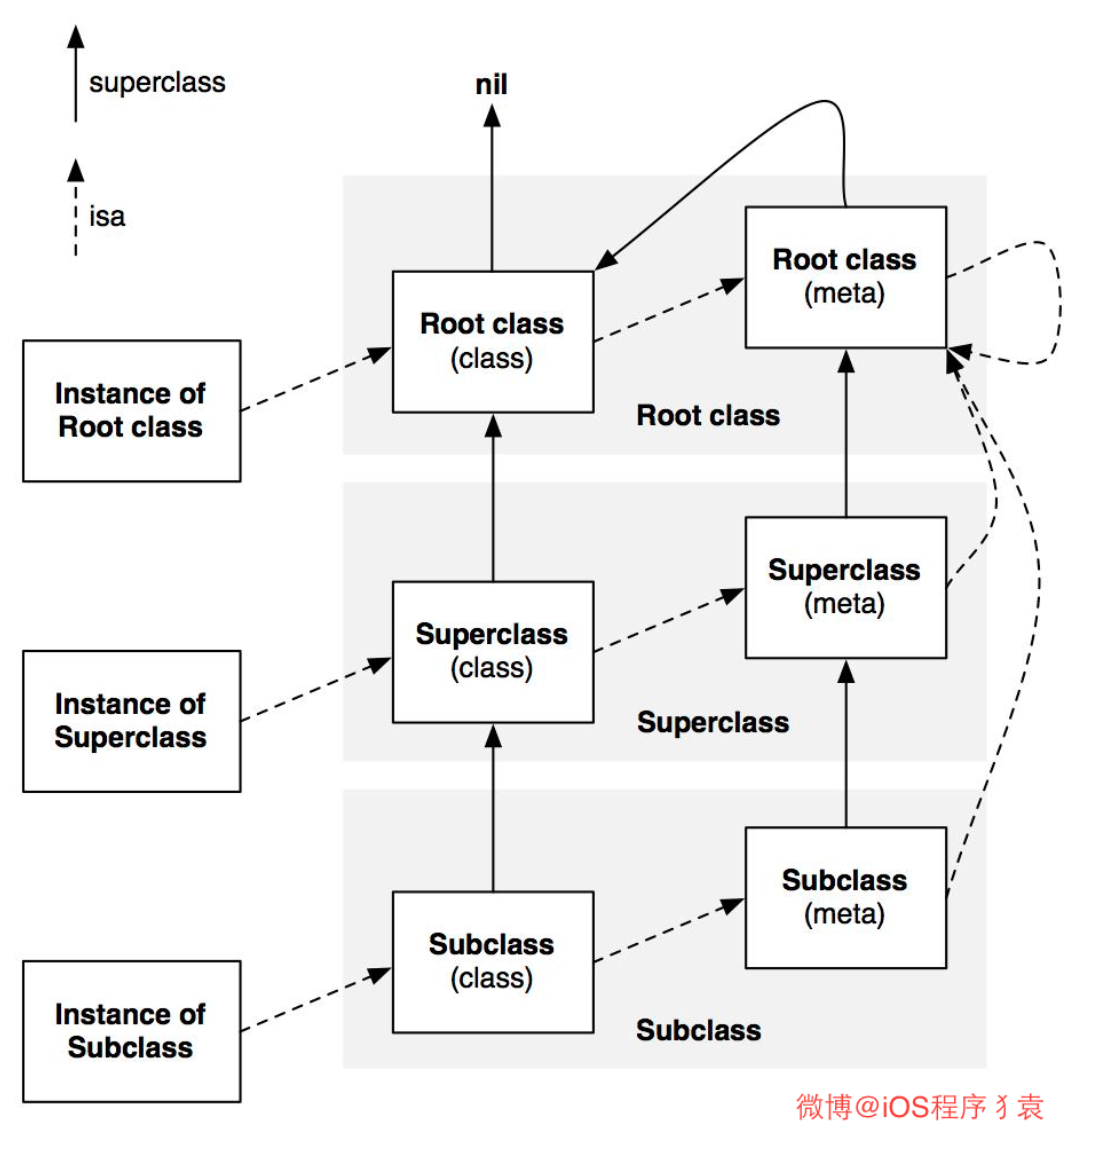 superclass
nil
isa
Root class
(meta)
Root class
(class)
Instance of
Root class
Root class
Superclass
(meta)
Superclass
(class)
Instance of
Superclass
Superclass
Subclass
(meta)
Subclass
(class)
Instance of
Subclass
Subclass
微博@iOS程序犭袁